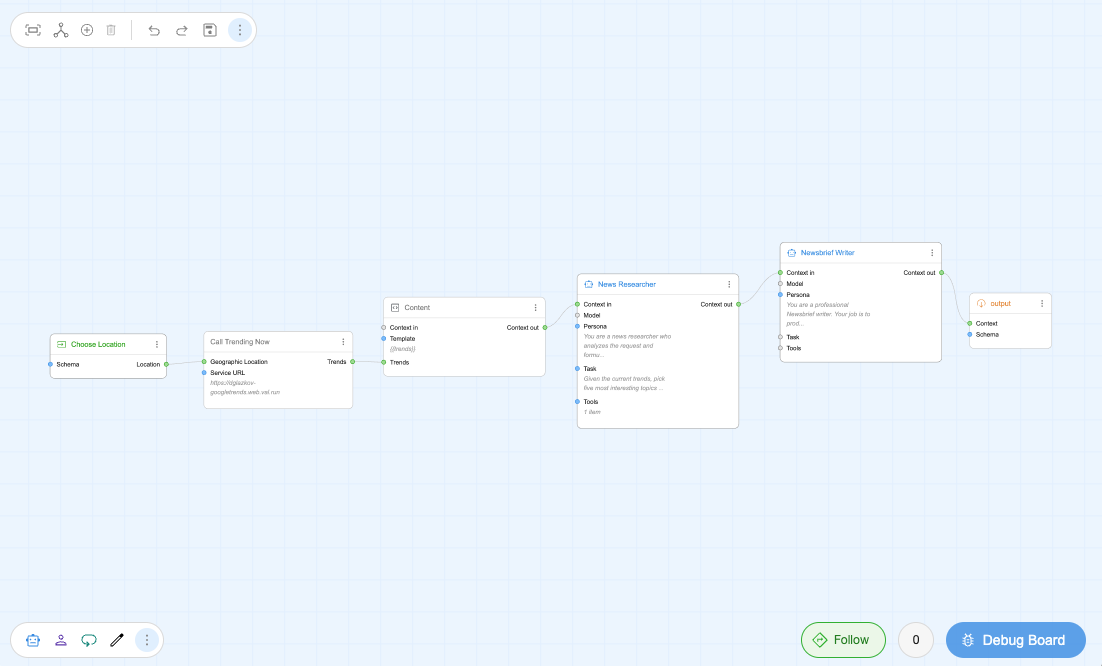 Choose Location
Schema
Location
Call Trending Now
Geographic Location
Trends
Service URL
https://dglazkov-
googletrends.web.val.run
Content
Context in
Context out
Template
{{trends}}
Trends
News Researcher
Context in
Context out
Model
Persona
You are a news researcher who
analyzes the request and
formu...
Task
Given the current trends, pick
five most interesting topics ...
Tools
1 item
Newsbrief Writer
Context in
Context out
Model
Persona
You are a professional
Newsbrief writer. Your job is to
prod...
Task
Tools
output
Context
Schema
Follow
0
Debug Board